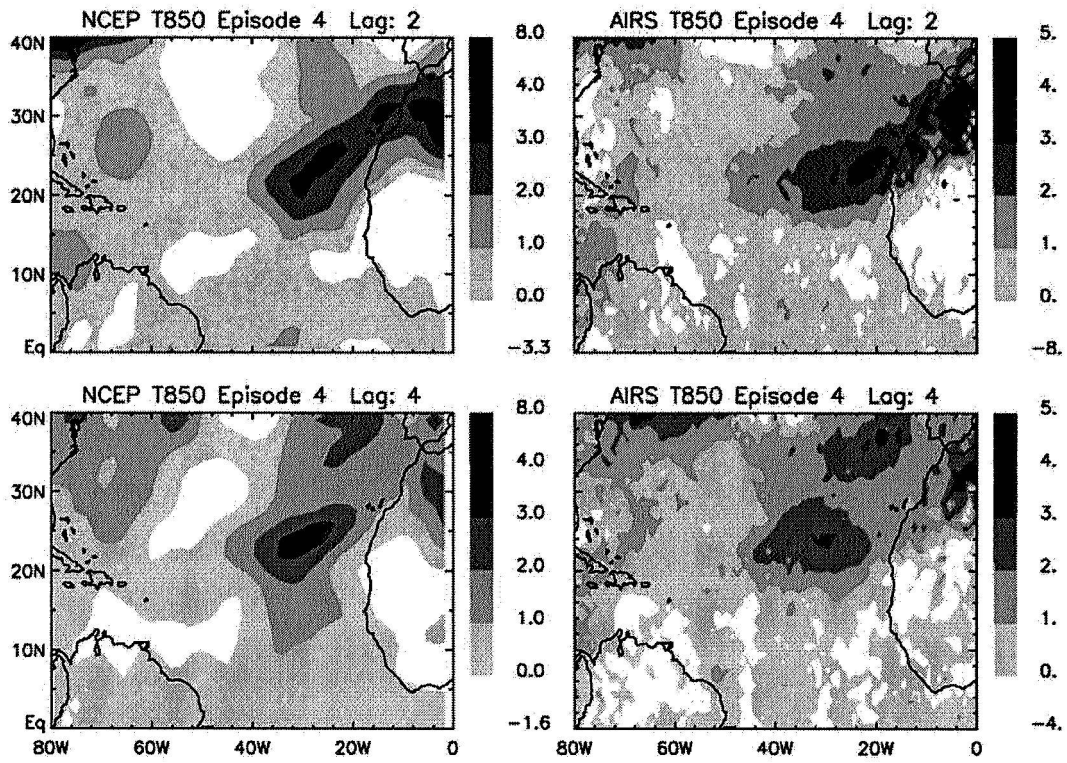 NCEP T850 Episode 4 Lag: 2
40N
30N
20N
10N
Eq
8.0
4.0
3.0
2.0
1.0
0.0
-3.3
AIRS T850 Episode 4 Lag: 2
5.
4.
3.
2.
1.
0.
-8.
NCEP T850 Episode 4 Lag: 4
40N
30N
20N
10N
Eq
80W 60W 40W 20W 0
8.0
4.0
3.0
2.0
1.0
0.0
-1.6
AIRS T850 Episode 4 Lag: 4
80W 60W 40W 20W 0
5.
4.
3.
2.
1.
0.
-4.